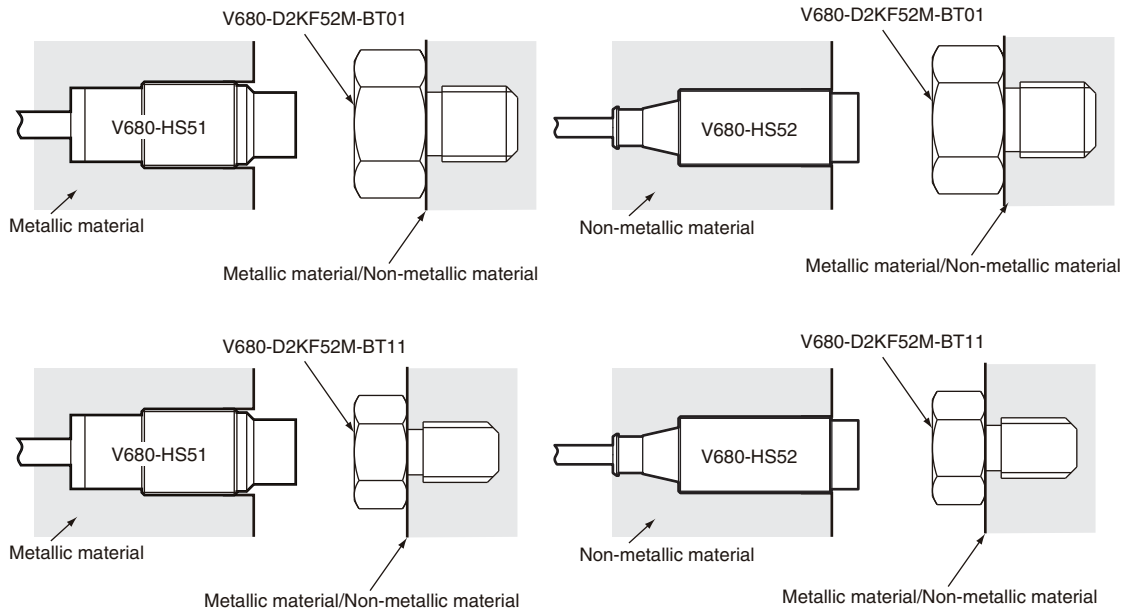 V680-D2KF52M-BT01
V680-HS51
Metallic material
Metallic material/Non-metallic material
V680-D2KF52M-BT01
V680-HS52
Non-metallic material
Metallic material/Non-metallic material
V680-D2KF52M-BT11
V680-HS51
Metallic material
Metallic material/Non-metallic material
V680-D2KF52M-BT11
V680-HS52
Non-metallic material
Metallic material/Non-metallic material